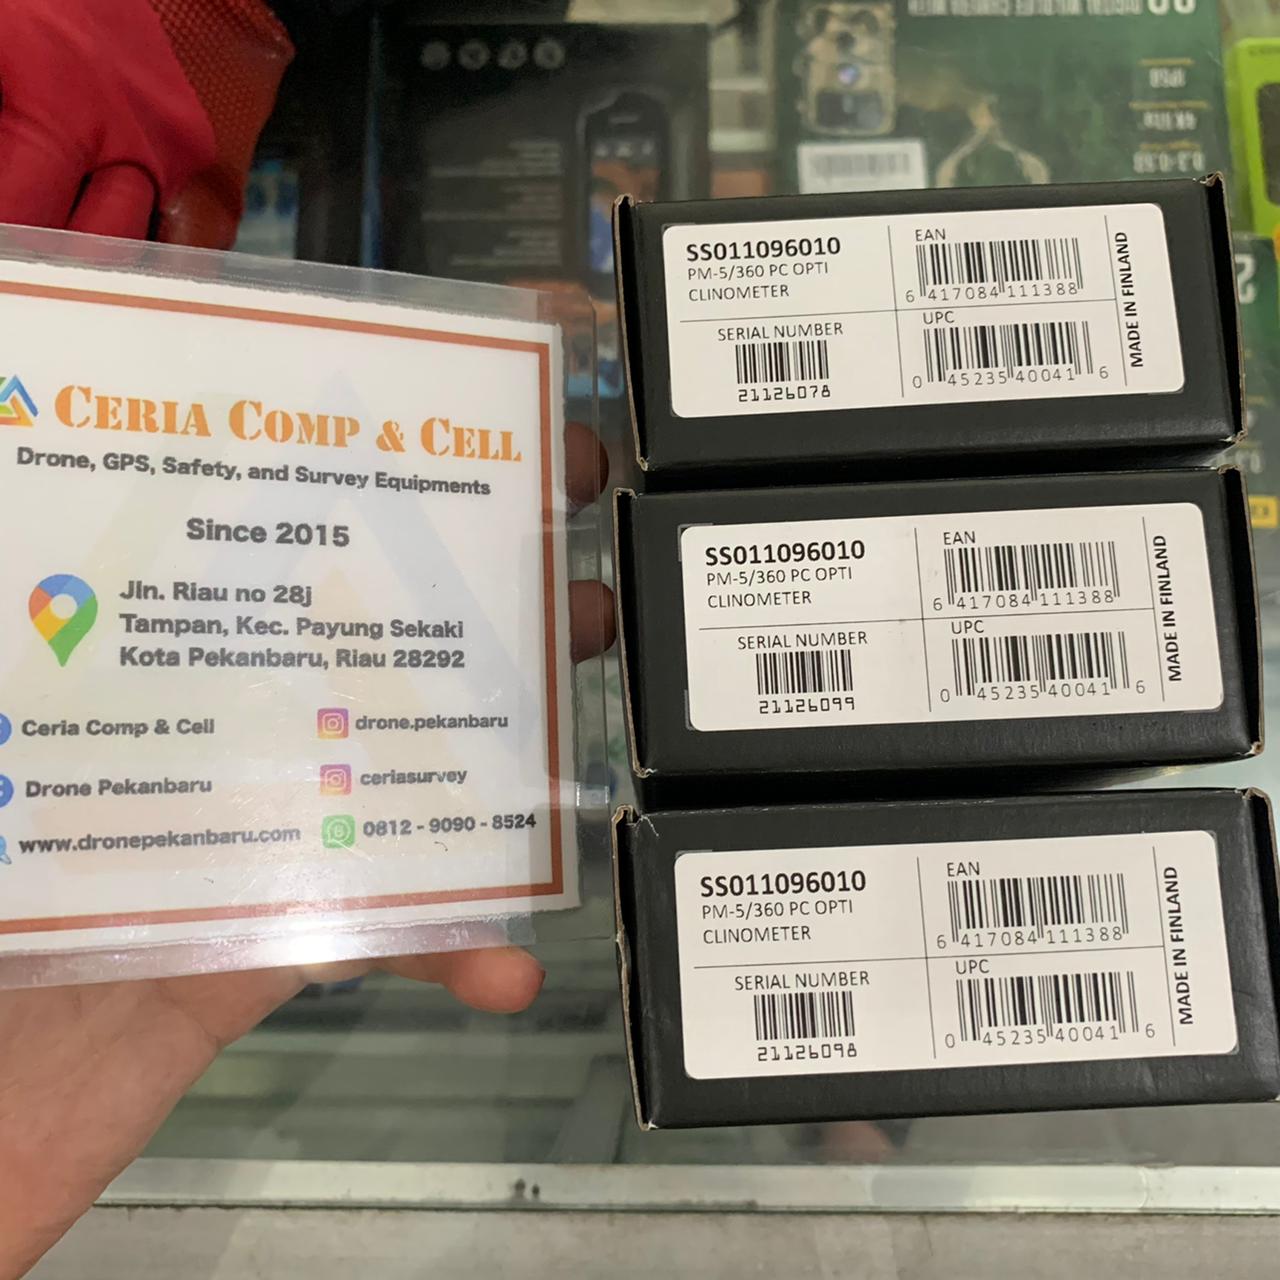 CERIA COMP & CELL
Drone, GPS, Safety, and Survey Equipments
Since 2015
Jln. Riau no 28j
Tampan, Kec. Payung Sekaki
Kota Pekanbaru, Riau 28292
Ceria Comp & Cell
drone.pekanbaru
Drone Pekanbaru
ceriasurvey
www.dronepekanbaru.com
0812 - 9090 - 8524
SS011096010
PM-5/360 PC OPTI
CLINOMETER
EAN
6 417084 111388
SERIAL NUMBER
21126078
UPC
0 45235 40041 6
MADE IN FINLAND
SS011096010
PM-5/360 PC OPTI
CLINOMETER
EAN
6 417084 111388
SERIAL NUMBER
21126099
UPC
0 45235 40041 6
MADE IN FINLAND
SS011096010
PM-5/360 PC OPTI
CLINOMETER
EAN
6 417084 111388
SERIAL NUMBER
21126098
UPC
0 45235 40041 6
MADE IN FINLAND